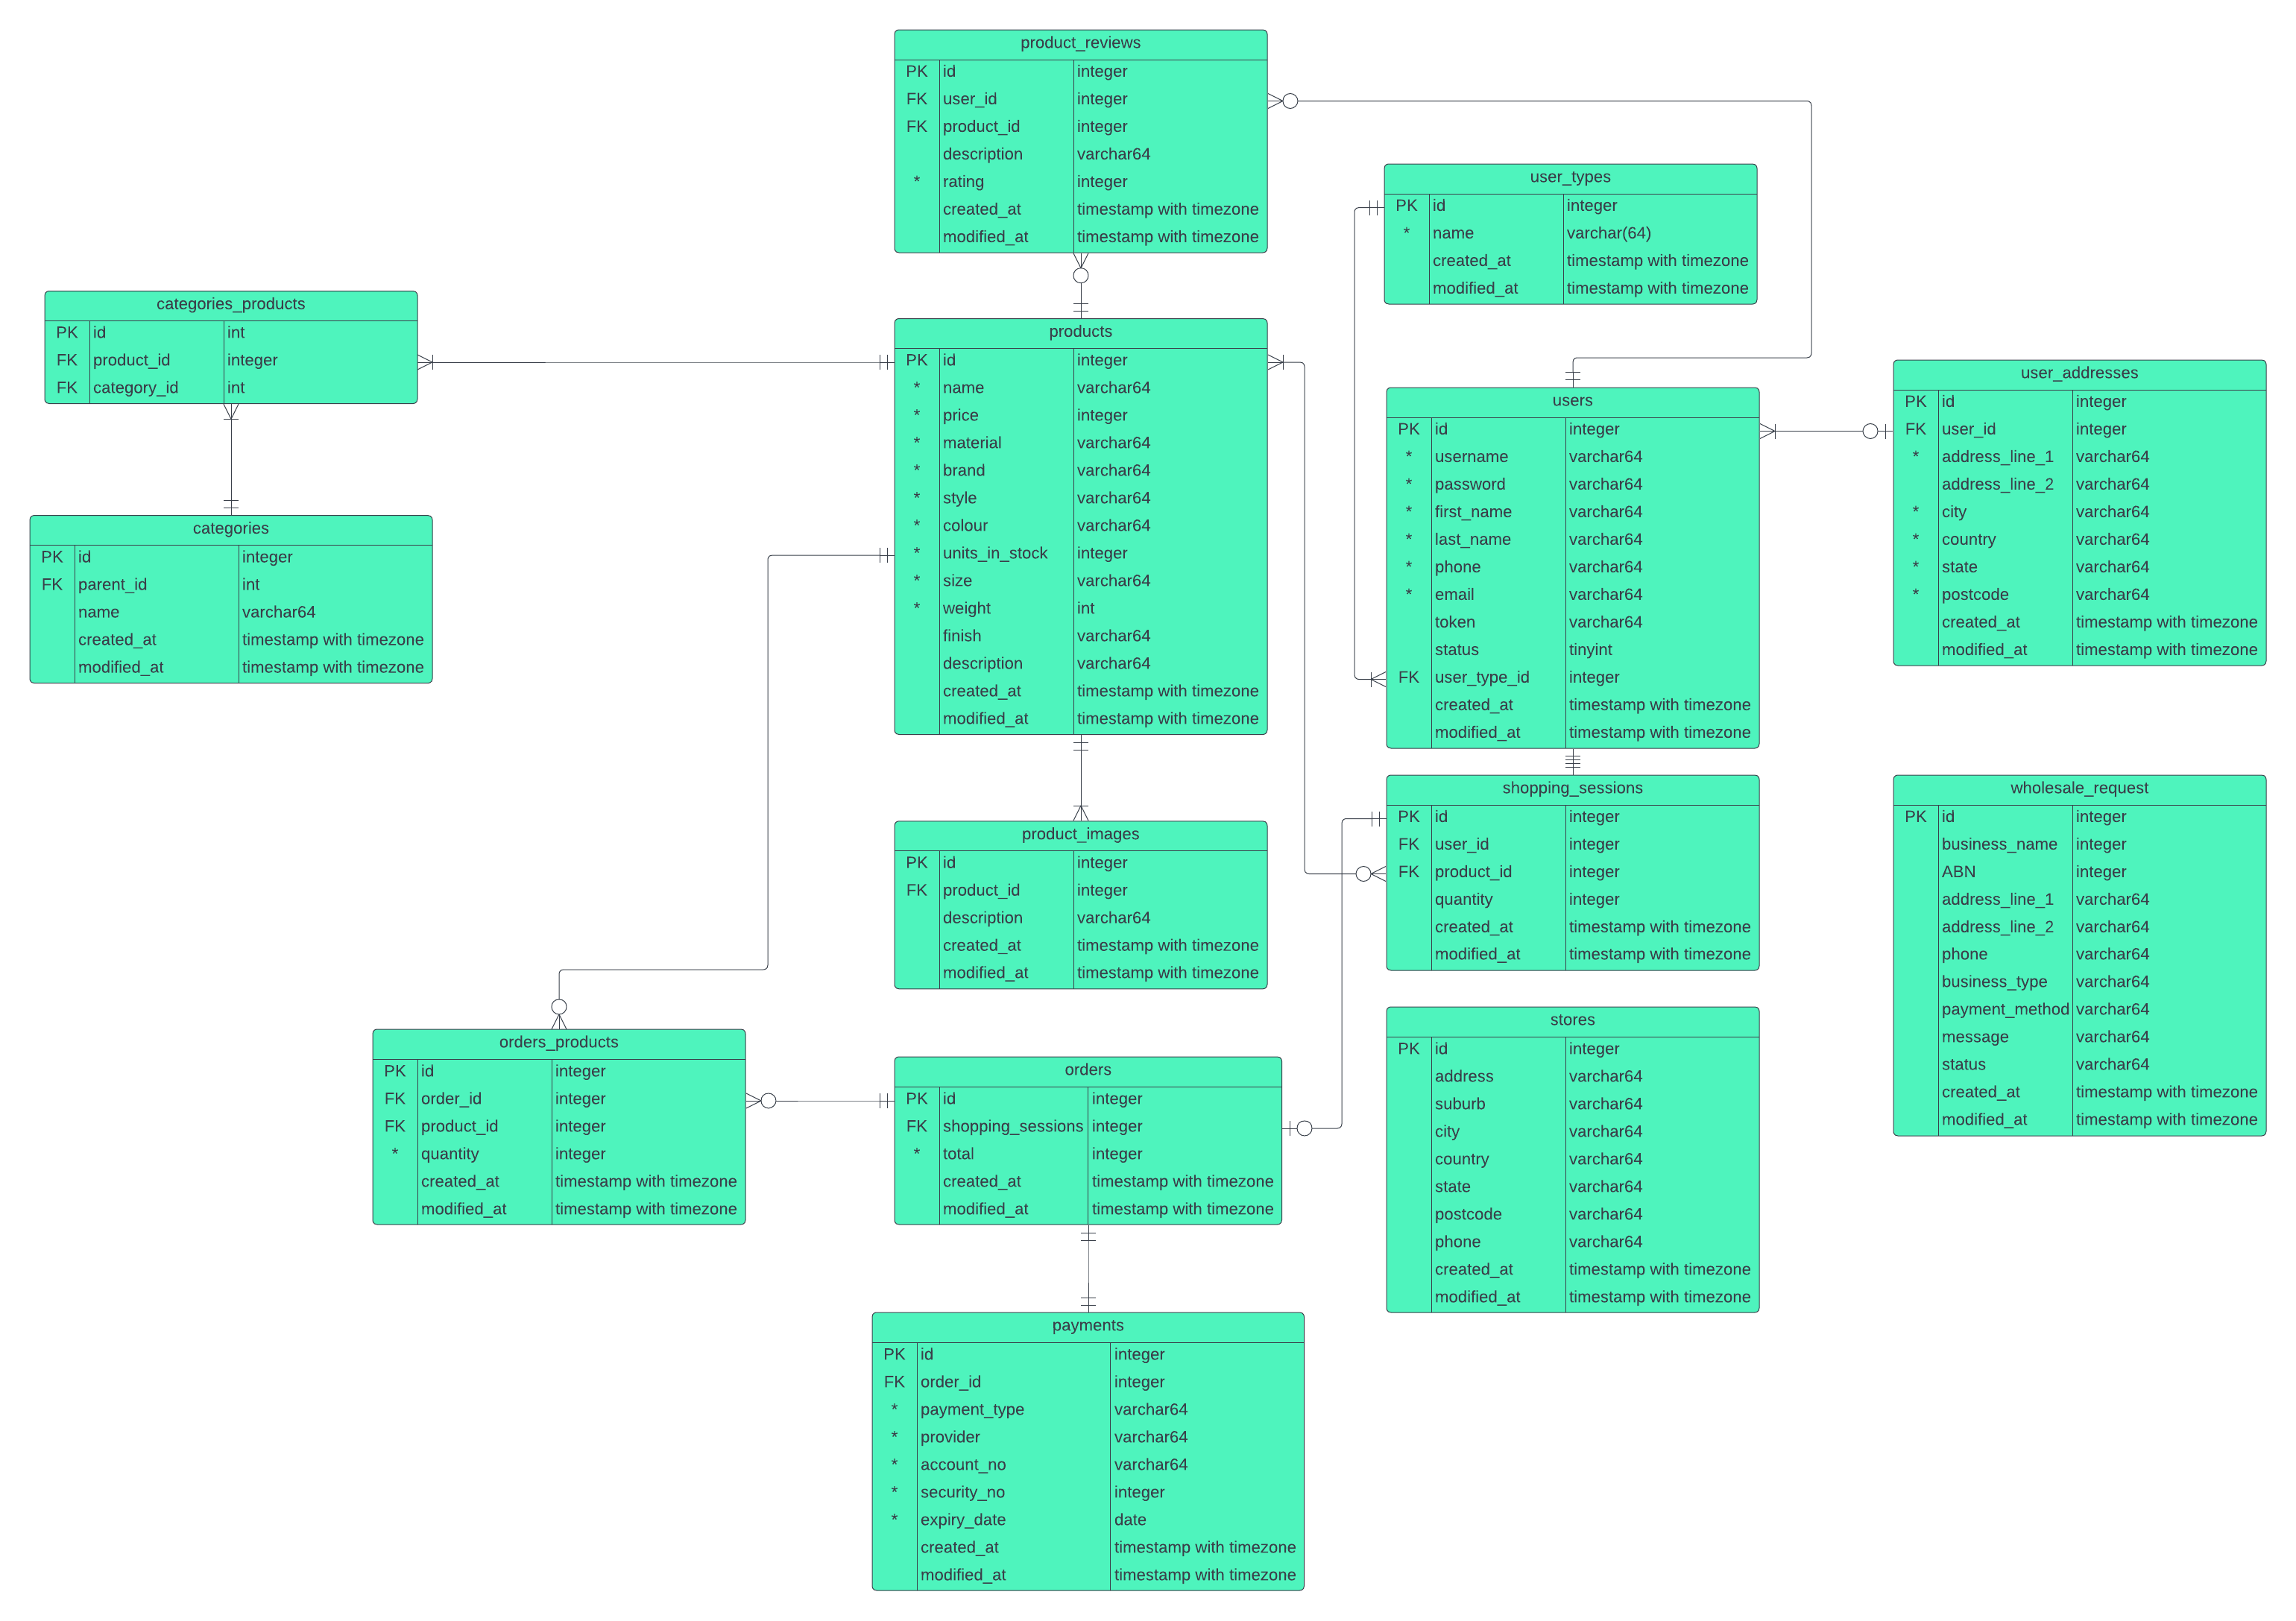 product_reviews
PK id integer
FK user_id integer
FK product_id integer
description varchar64
* rating integer
created_at timestamp with timezone
modified_at timestamp with timezone
user_types
PK id integer
* name varchar(64)
created_at timestamp with timezone
modified_at timestamp with timezone
categories_products
PK id int
FK product_id integer
FK category_id int
products
PK id integer
* name varchar64
* price integer
* material varchar64
* brand varchar64
* style varchar64
* colour varchar64
* units_in_stock integer
* size varchar64
* weight int
finish varchar64
description varchar64
created_at timestamp with timezone
modified_at timestamp with timezone
users
PK id integer
* username varchar64
* password varchar64
* first_name varchar64
* last_name varchar64
* phone varchar64
* email varchar64
token varchar64
status tinyint
FK user_type_id integer
created_at timestamp with timezone
modified_at timestamp with timezone
user_addresses
PK id integer
FK user_id integer
* address_line_1 varchar64
address_line_2 varchar64
* city varchar64
* country varchar64
* state varchar64
* postcode varchar64
created_at timestamp with timezone
modified_at timestamp with timezone
categories
PK id integer
FK parent_id int
name varchar64
created_at timestamp with timezone
modified_at timestamp with timezone
product_images
PK id integer
FK product_id integer
description varchar64
created_at timestamp with timezone
modified_at timestamp with timezone
shopping_sessions
PK id integer
FK user_id integer
FK product_id integer
quantity integer
created_at timestamp with timezone
modified_at timestamp with timezone
wholesale_request
PK id integer
business_name integer
ABN integer
address_line_1 varchar64
address_line_2 varchar64
phone varchar64
business_type varchar64
payment_method varchar64
message varchar64
status varchar64
created_at timestamp with timezone
modified_at timestamp with timezone
orders_products
PK id integer
FK order_id integer
FK product_id integer
* quantity integer
created_at timestamp with timezone
modified_at timestamp with timezone
orders
PK id integer
FK shopping_sessions integer
* total integer
created_at timestamp with timezone
modified_at timestamp with timezone
stores
PK id integer
address varchar64
suburb varchar64
city varchar64
country varchar64
state varchar64
postcode varchar64
phone varchar64
created_at timestamp with timezone
modified_at timestamp with timezone
payments
PK id integer
FK order_id integer
* payment_type varchar64
* provider varchar64
* account_no varchar64
* security_no integer
* expiry_date date
created_at timestamp with timezone
modified_at timestamp with timezone